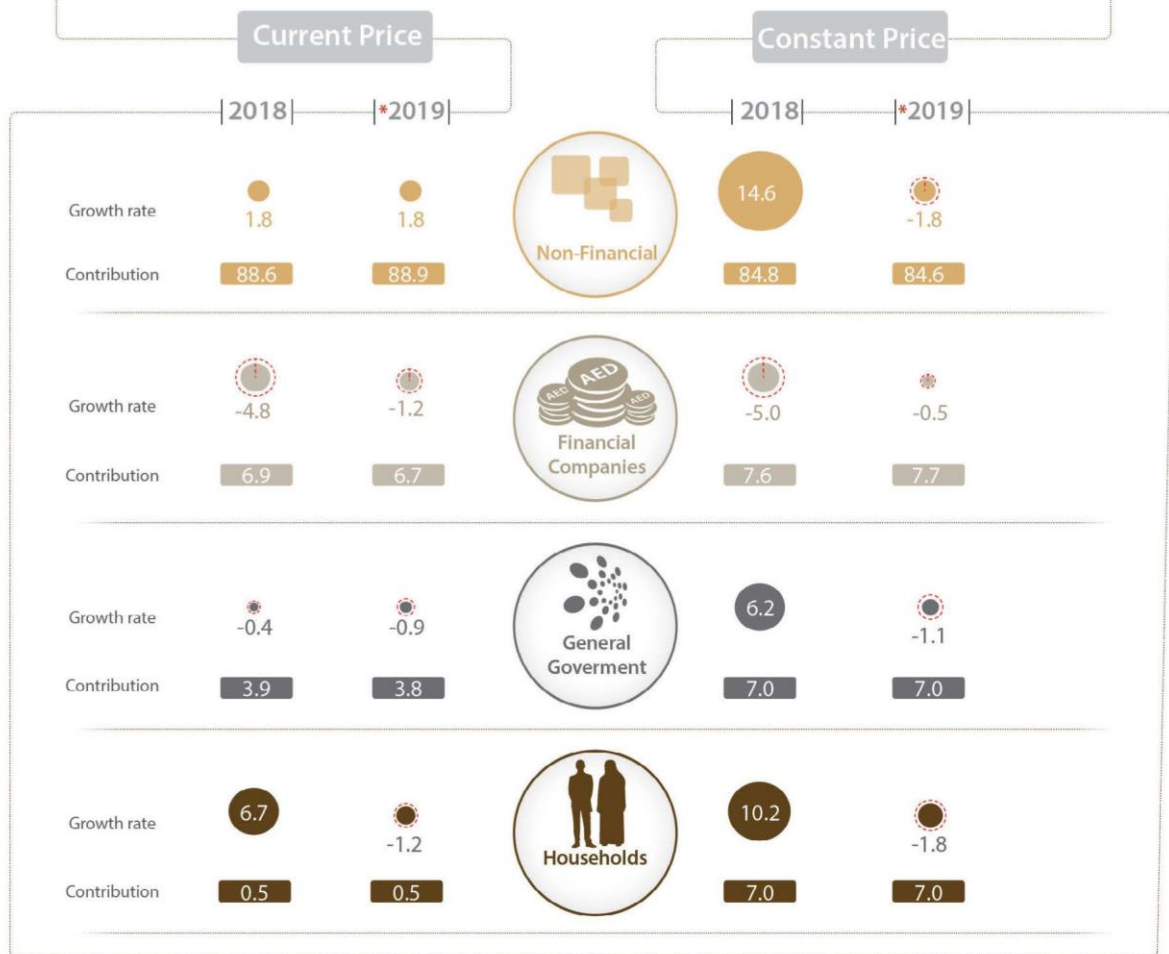 Current Price
Constant Price
|2018|
|*2019|
|2018|
|*2019|
Non-Financial
Growth rate
1.8
1.8
14.6
-1.8
Contribution
88.6
88.9
84.8
84.6
AED
AED
AED
Financial
Companies
Growth rate
-4.8
-1.2
-5.0
-0.5
Contribution
6.9
6.7
7.6
7.7
General
Goverment
Growth rate
-0.4
-0.9
6.2
-1.1
Contribution
3.9
3.8
7.0
7.0
Households
Growth rate
6.7
-1.2
10.2
-1.8
Contribution
0.5
0.5
7.0
7.0